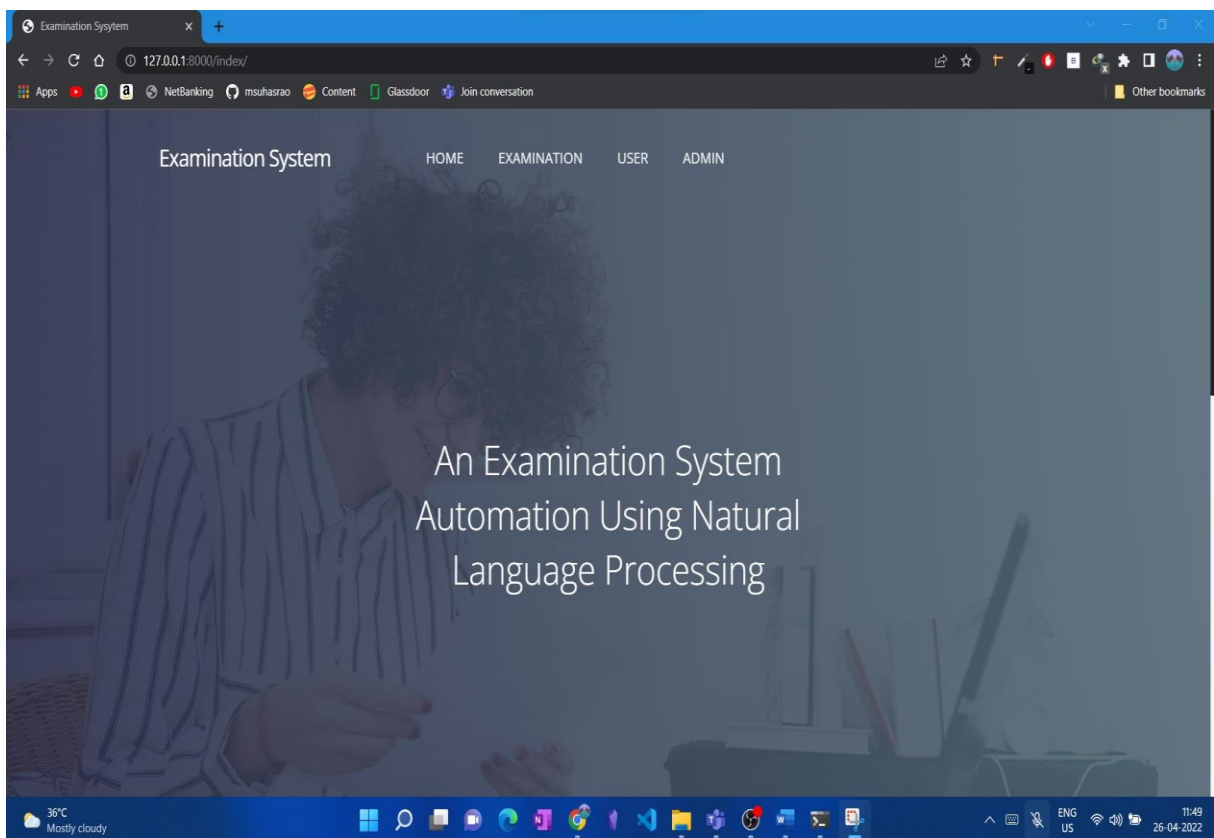 Examination Sysytem
127.0.0.1:8000/index/
Apps NetBanking msuhasrao Content Glassdoor Join conversation Other bookmarks
Examination System HOME EXAMINATION USER ADMIN
An Examination System
Automation Using Natural
Language Processing
36°C
Mostly cloudy
ENG
US
11:49
26-04-2022